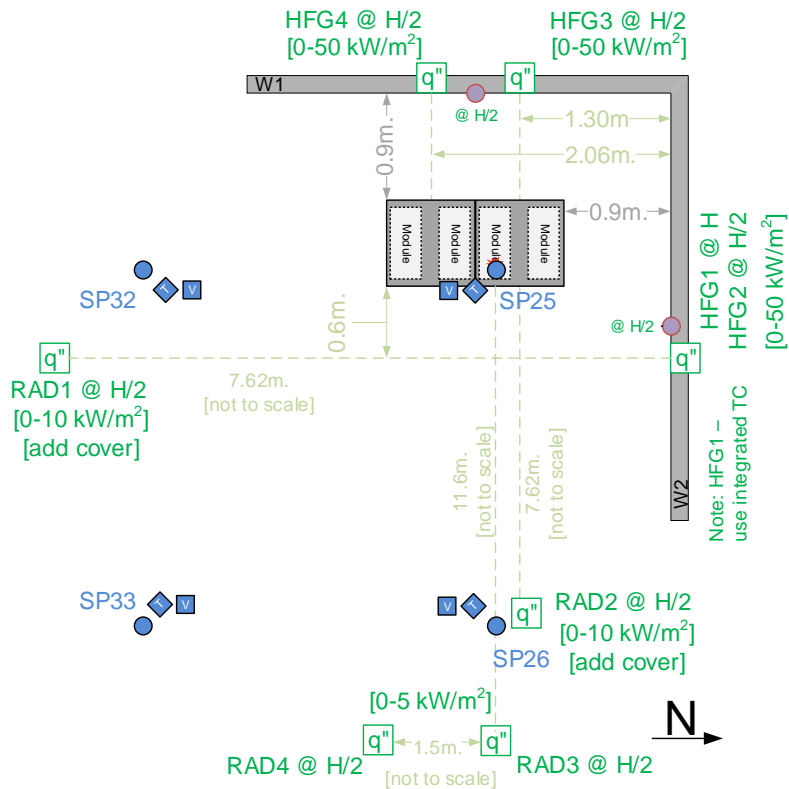 HFG4 @ H/2
[0-50 kW/m²]
HFG3 @ H/2
[0-50 kW/m²]
q"
q"
W1
@ H/2
1.30m
2.06m.
0.9m.
0.9m.
Module
Module
Module
Module
HFG1 @ H
HFG2 @ H/2
[0-50 kW/m²]
SP32
T
V
V
T
SP25
@ H/2
0.6m.
q"
q"
RAD1 @ H/2
[0-10 kW/m²]
[add cover]
7.62m.
[not to scale]
11.6m.
[not to scale]
7.62m.
[not to scale]
W2
Note: HFG1 –
use integrated TC
SP33
T
V
V
T
q"
RAD2 @ H/2
[0-10 kW/m²]
[add cover]
SP26
[0-5 kW/m²]
N
q"
1.5m.
q"
RAD4 @ H/2
[not to scale]
RAD3 @ H/2